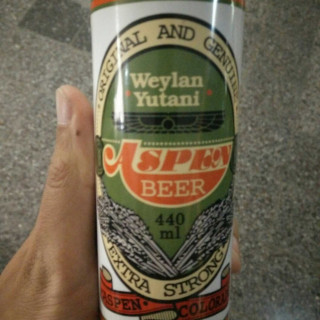 ORIGINAL AND GENUINE
Weylan
Yutani
ASPEN
BEER
440
ml
EXTRA STRONG
ASPEN